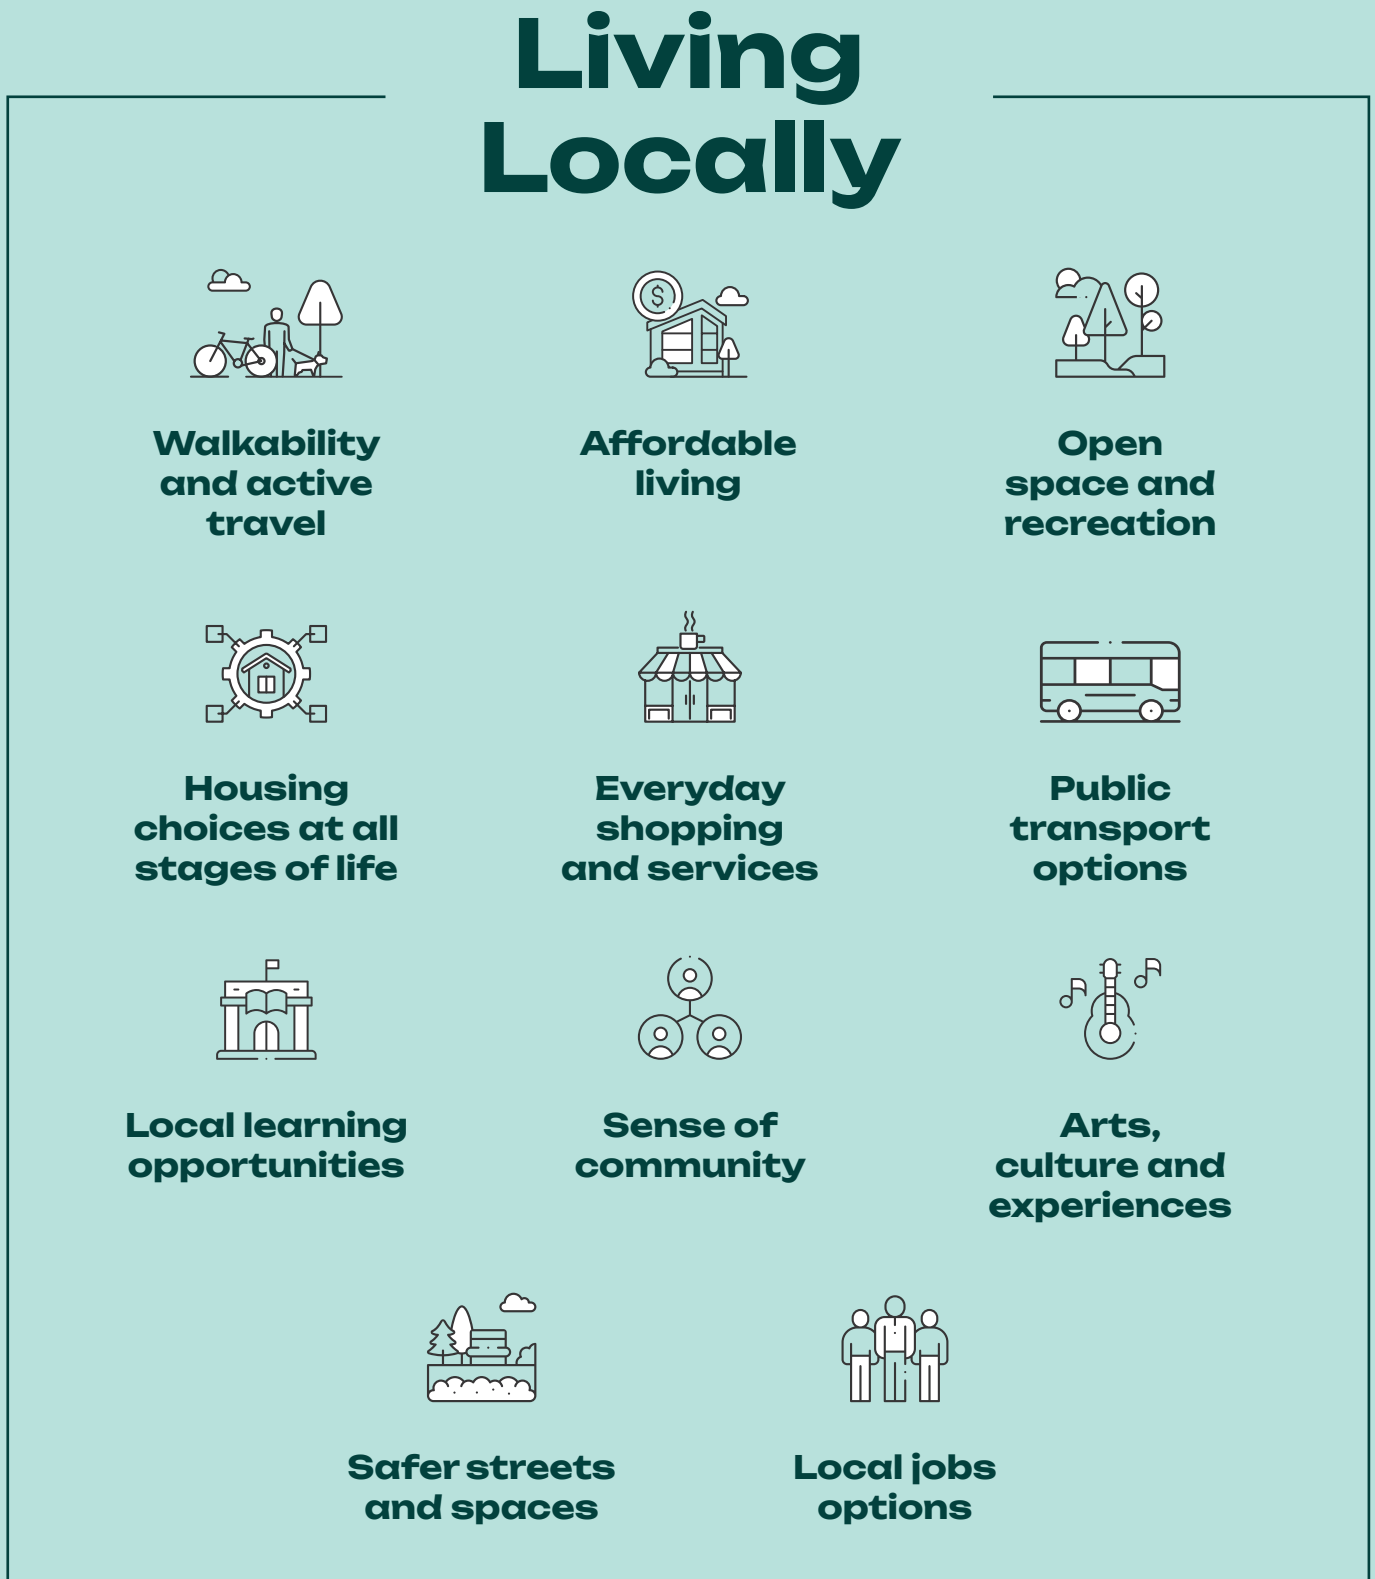 Living
Locally
Walkability
and active
travel
Affordable
living
Open
space and
recreation
Housing
choices at all
stages of life
Everyday
shopping
and services
Public
transport
options
Local learning
opportunities
Sense of
community
Arts,
culture and
experiences
Safer streets
and spaces
Local jobs
options